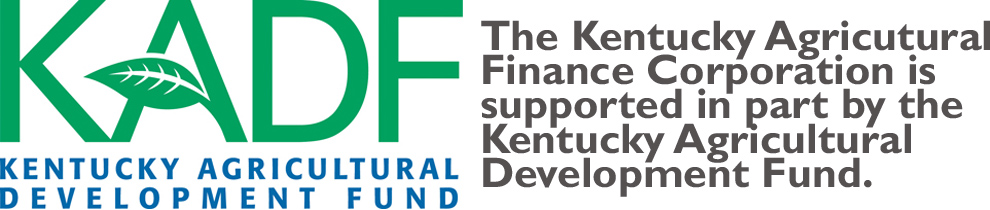 KADF
KENTUCKY AGRICULTURAL
DEVELOPMENT FUND
The Kentucky Agricutural
Finance Corporation is
supported in part by the
Kentucky Agricultural
Development Fund.